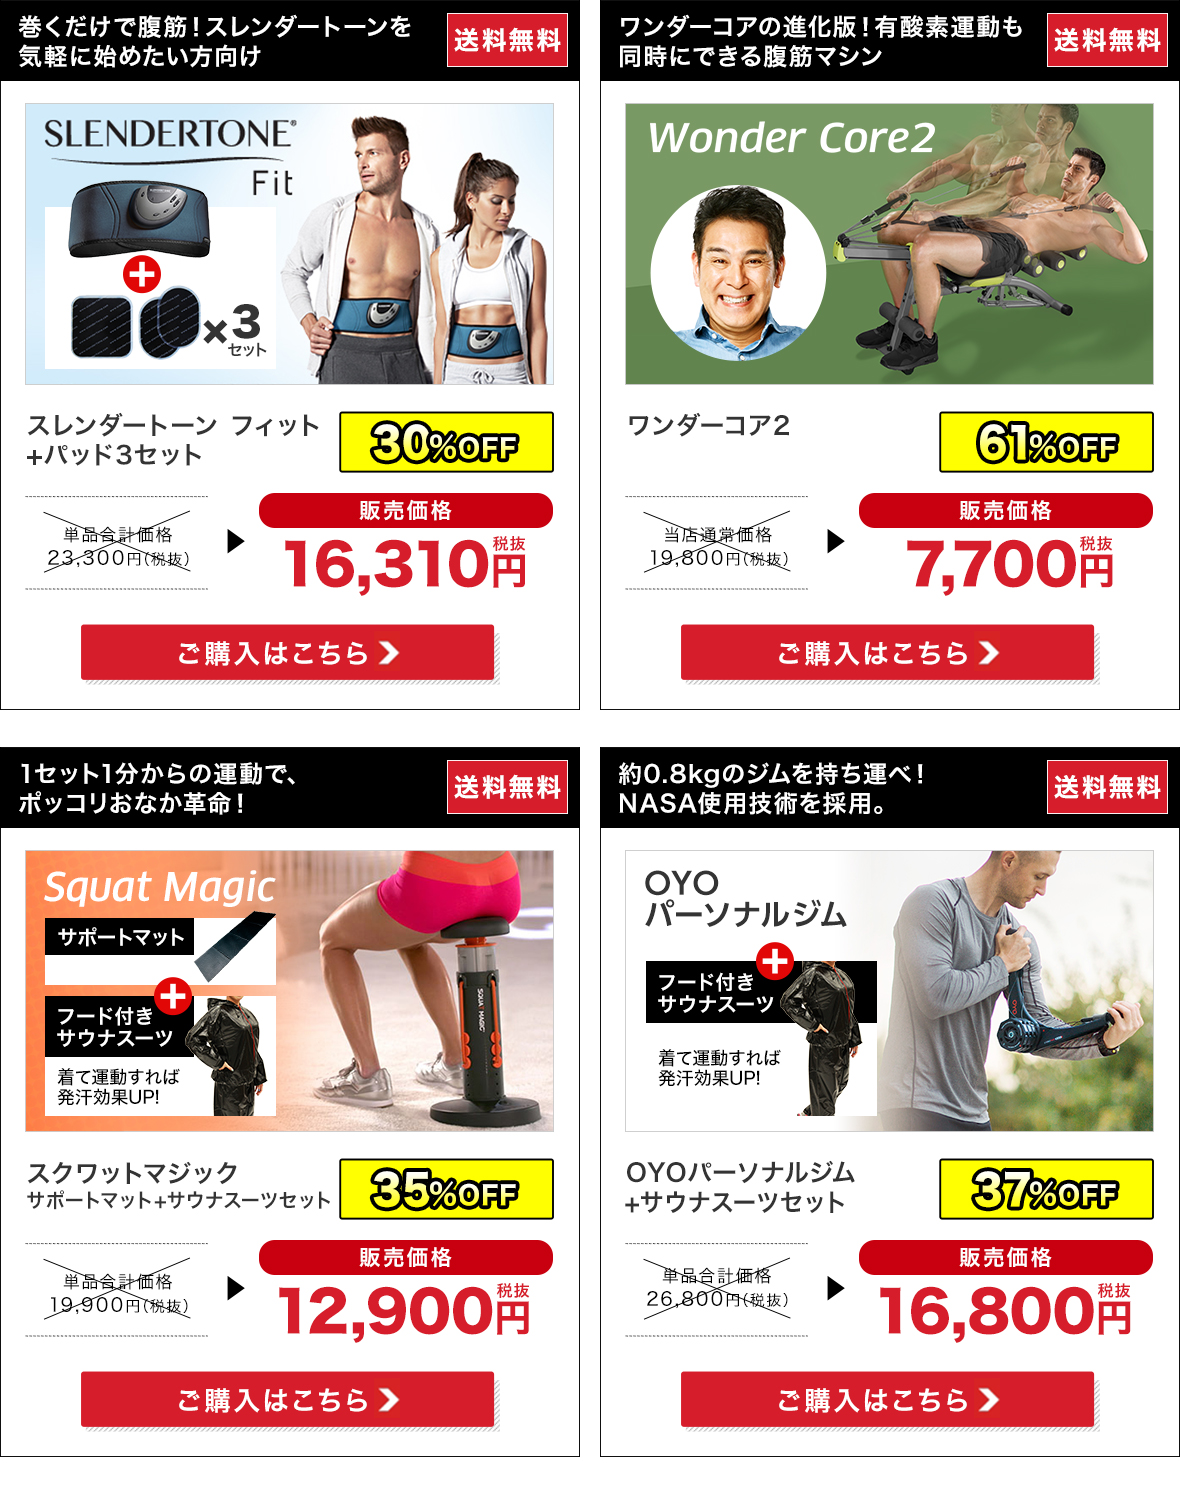 巻くだけで腹筋！スレンダートーンを
気軽に始めたい方向け
送料無料
SLENDERTONE®
Fit
×3
セット
スレンダートーン フィット
+パッド3セット
30%OFF
単品合計価格
23,300円(税抜)
販売価格
16,310円
税抜
ご購入はこちら
ワンダーコアの進化版！有酸素運動も
同時にできる腹筋マシン
送料無料
Wonder Core2
ワンダーコア2
61%OFF
当店通常価格
19,800円(税抜)
販売価格
7,700円
税抜
ご購入はこちら
1セット1分からの運動で、
ポッコリおなか革命！
送料無料
Squat Magic
サポートマット
フード付き
サウナスーツ
着て運動すれば
発汗効果UP!
SQUAT MAGIC
スクワットマジック
サポートマット+サウナスーツセット
35%OFF
単品合計価格
19,900円(税抜)
販売価格
12,900円
税抜
ご購入はこちら
約0.8kgのジムを持ち運べ！
NASA使用技術を採用。
送料無料
OYO
パーソナルジム
フード付き
サウナスーツ
着て運動すれば
発汗効果UP!
OYO
OYOパーソナルジム
+サウナスーツセット
37%OFF
単品合計価格
26,800円(税抜)
販売価格
16,800円
税抜
ご購入はこちら